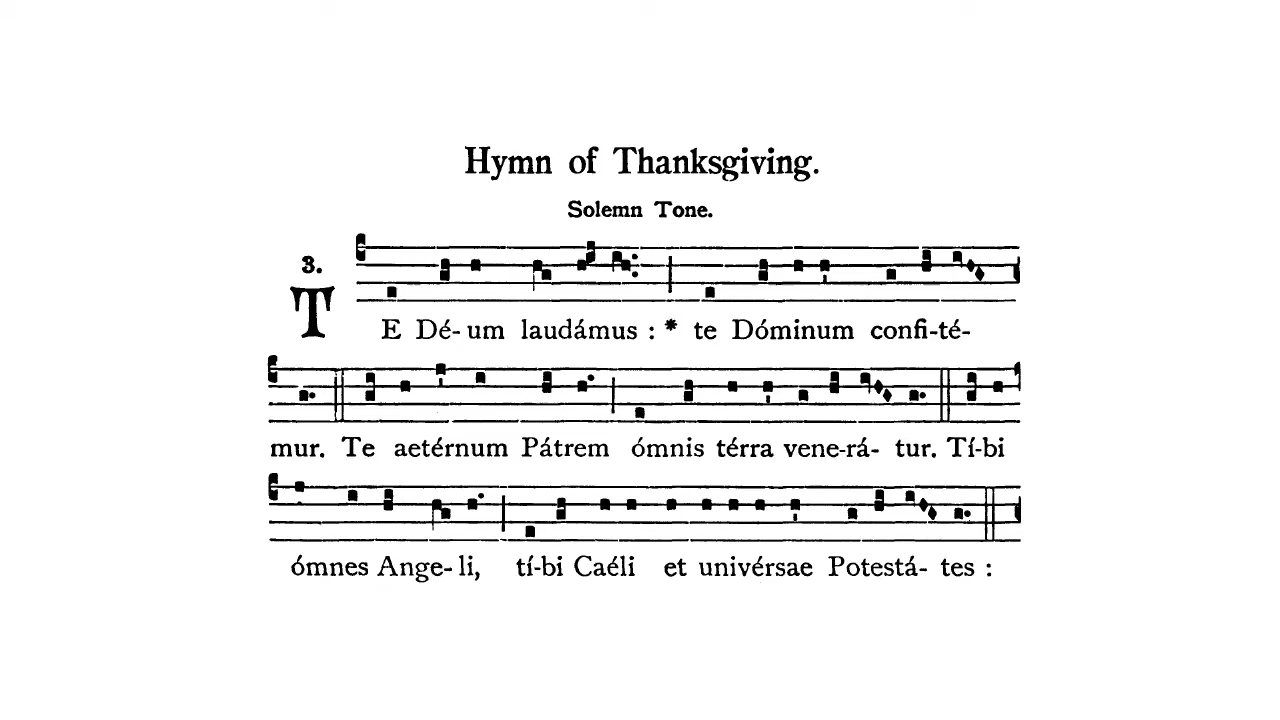 Hymn of Thanksgiving.
Solemn Tone.
3.
TE Dé-um laudámus : * te Dóminum confi-té-
mur. Te aetérnum Pátrem ómnis térra vene-rá- tur. Tí-bi
ómnes Ange-li, tí-bi Caéli et univérsae Potestá- tes :